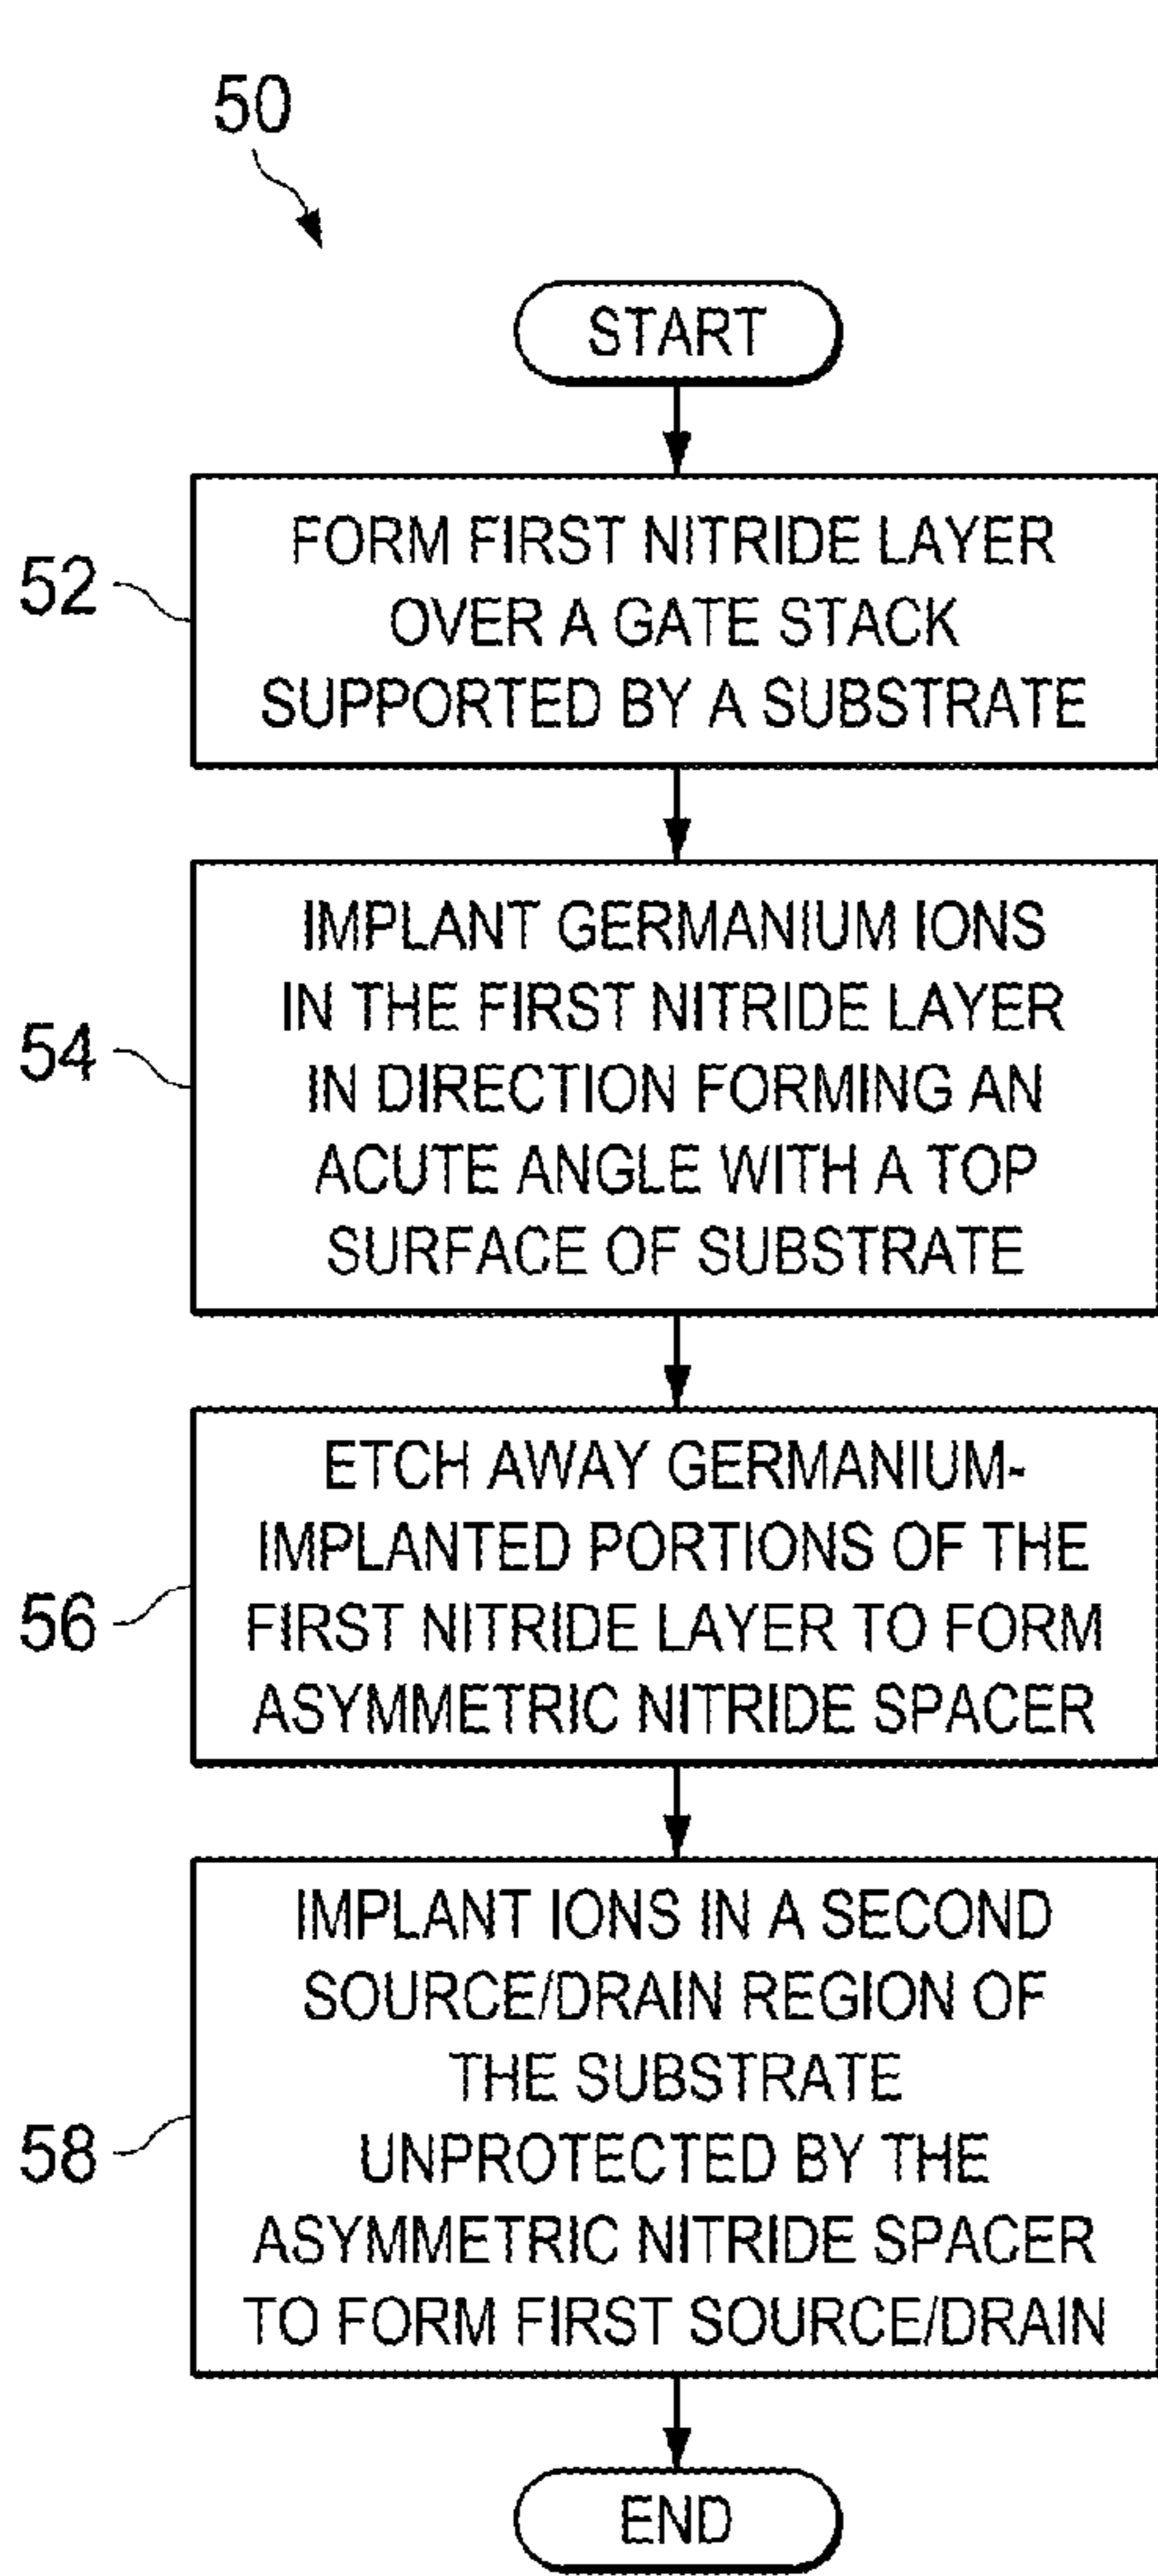 50
START
52
FORM FIRST NITRIDE LAYER
OVER A GATE STACK
SUPPORTED BY A SUBSTRATE
54
IMPLANT GERMANIUM IONS
IN THE FIRST NITRIDE LAYER
IN DIRECTION FORMING AN
ACUTE ANGLE WITH A TOP
SURFACE OF SUBSTRATE
56
ETCH AWAY GERMANIUM-
IMPLANTED PORTIONS OF THE
FIRST NITRIDE LAYER TO FORM
ASYMMETRIC NITRIDE SPACER
58
IMPLANT IONS IN A SECOND
SOURCE/DRAIN REGION OF
THE SUBSTRATE
UNPROTECTED BY THE
ASYMMETRIC NITRIDE SPACER
TO FORM FIRST SOURCE/DRAIN
END